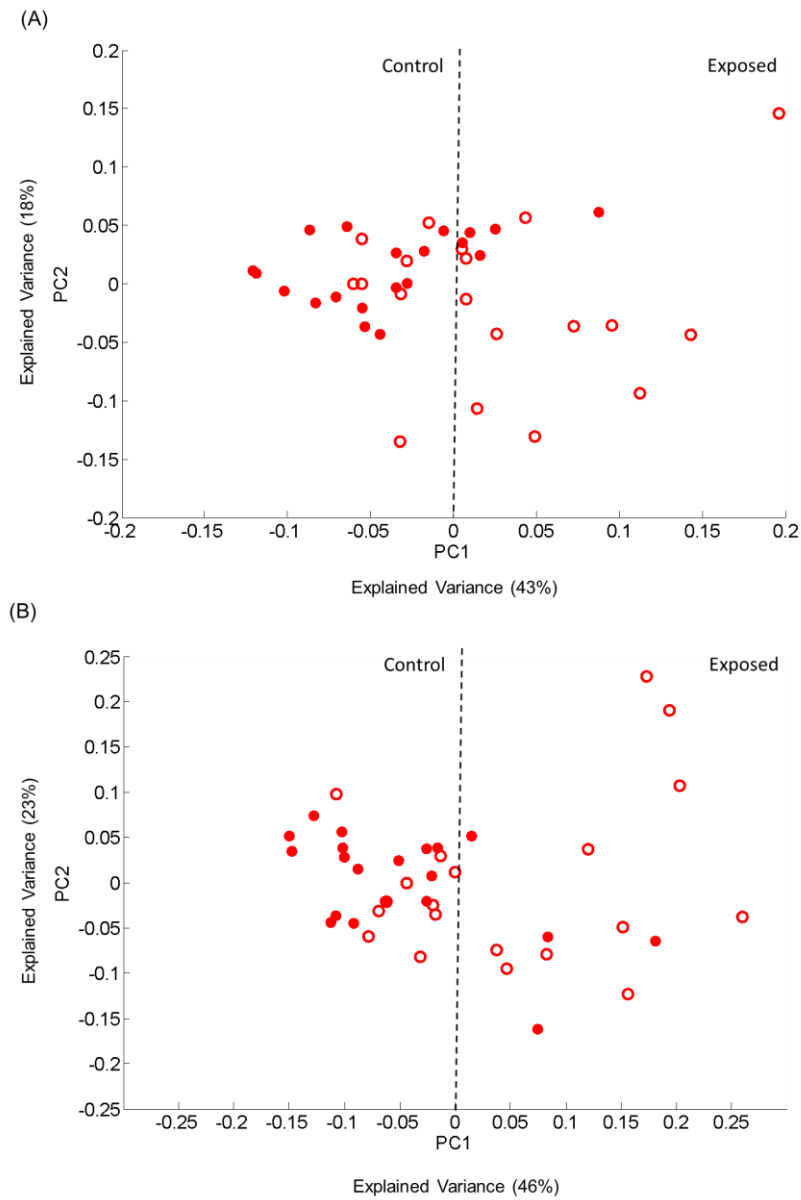 (A)
Control Exposed
0.2
0.15
0.1
0.05
0
-0.05
-0.1
-0.15
-0.2
Explained Variance (18%)
PC2
-0.2 -0.15 -0.1 -0.05 0 0.05 0.1 0.15 0.2
PC1
Explained Variance (43%)
(B)
Control Exposed
0.25
0.2
0.15
0.1
0.05
0
-0.05
-0.1
-0.15
-0.2
-0.25
Explained Variance (23%)
PC2
-0.25 -0.2 -0.15 -0.1 -0.05 0 0.05 0.1 0.15 0.2 0.25
PC1
Explained Variance (46%)